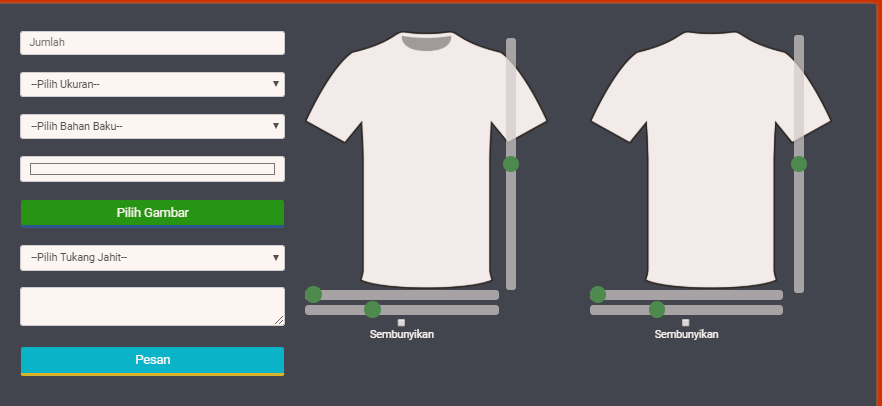 Jumlah
--Pilih Ukuran--
--Pilih Bahan Baku--
Pilih Gambar
--Pilih Tukang Jahit--
Pesan
Sembunyikan
Sembunyikan